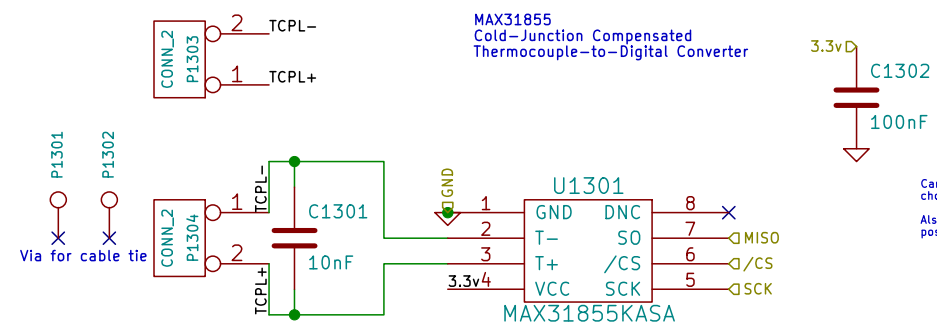 MAX31855
Cold-Junction Compensated
Thermocouple-to-Digital Converter
CONN_2
P1303
2
TCPL-
1
TCPL+
3.3v
C1302
100nF
P1301
P1302
Via for cable tie
CONN_2
P1304
1
TCPL-
2
TCPL+
C1301
10nF
GND
U1301
1
GND
DNC
8
2
T-
SO
7
MISO
3
T+
/CS
6
/CS
3.3v
4
VCC
SCK
5
SCK
MAX31855KASA